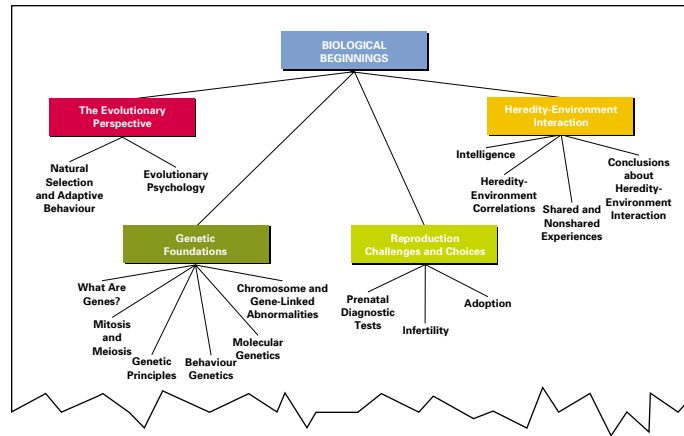 BIOLOGICAL
BEGINNINGS
The Evolutionary
Perspective
Natural
Selection
and Adaptive
Behaviour
Evolutionary
Psychology
Heredity-Environment
Interaction
Intelligence
Heredity-
Environment
Correlations
Shared and
Nonshared
Experiences
Conclusions
about
Heredity-
Environment
Interaction
Genetic
Foundations
What Are
Genes?
Mitosis
and
Meiosis
Genetic
Principles
Behaviour
Genetics
Molecular
Genetics
Chromosome and
Gene-Linked
Abnormalities
Reproduction
Challenges and Choices
Prenatal
Diagnostic
Tests
Infertility
Adoption